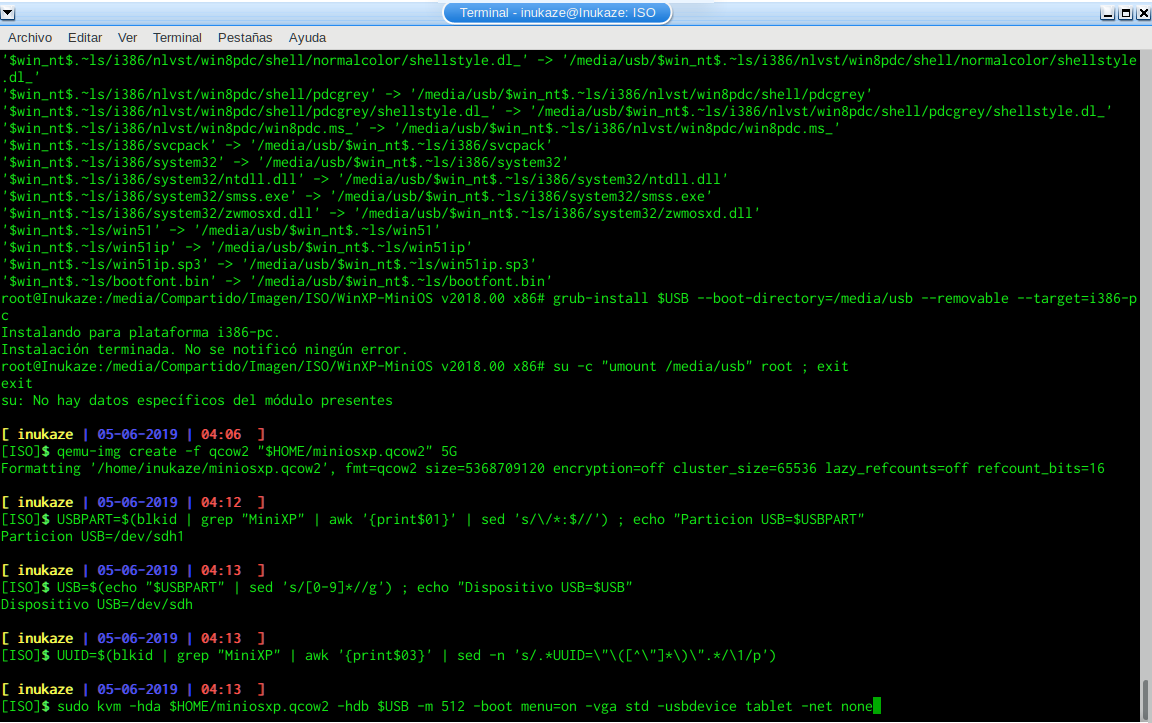 Terminal - inukaze@Inukaze: ISO
Archivo Editar Ver Terminal Pestañas Ayuda
'$win_nt$.~ls/i386/nlvst/win8pdc/shell/normalcolor/shellstyle.dl_' -> '/media/usb/$win_nt$.~ls/i386/nlvst/win8pdc/shell/normalcolor/shellstyle
.dl_'
'$win_nt$.~ls/i386/nlvst/win8pdc/shell/pdcgrey' -> '/media/usb/$win_nt$.~ls/i386/nlvst/win8pdc/shell/pdcgrey'
'$win_nt$.~ls/i386/nlvst/win8pdc/shell/pdcgrey/shellstyle.dl_' -> '/media/usb/$win_nt$.~ls/i386/nlvst/win8pdc/shell/pdcgrey/shellstyle.dl_'
'$win_nt$.~ls/i386/nlvst/win8pdc/win8pdc.ms_' -> '/media/usb/$win_nt$.~ls/i386/nlvst/win8pdc/win8pdc.ms_'
'$win_nt$.~ls/i386/svcpack' -> '/media/usb/$win_nt$.~ls/i386/svcpack'
'$win_nt$.~ls/i386/system32' -> '/media/usb/$win_nt$.~ls/i386/system32'
'$win_nt$.~ls/i386/system32/ntdll.dll' -> '/media/usb/$win_nt$.~ls/i386/system32/ntdll.dll'
'$win_nt$.~ls/i386/system32/smss.exe' -> '/media/usb/$win_nt$.~ls/i386/system32/smss.exe'
'$win_nt$.~ls/i386/system32/zwmosxd.dll' -> '/media/usb/$win_nt$.~ls/i386/system32/zwmosxd.dll'
'$win_nt$.~ls/win51' -> '/media/usb/$win_nt$.~ls/win51'
'$win_nt$.~ls/win51ip' -> '/media/usb/$win_nt$.~ls/win51ip'
'$win_nt$.~ls/win51ip.sp3' -> '/media/usb/$win_nt$.~ls/win51ip.sp3'
'$win_nt$.~ls/bootfont.bin' -> '/media/usb/$win_nt$.~ls/bootfont.bin'
root@Inukaze:/media/Compartido/Imagen/ISO/WinXP-MiniOS v2018.00 x86# grub-install $USB --boot-directory=/media/usb --removable --target=i386-p
c
Instalando para plataforma i386-pc.
Instalación terminada. No se notificó ningún error.
root@Inukaze:/media/Compartido/Imagen/ISO/WinXP-MiniOS v2018.00 x86# su -c "umount /media/usb" root ; exit
exit
su: No hay datos específicos del módulo presentes
[ inukaze | 05-06-2019 | 04:06 ]
[ISO]$ qemu-img create -f qcow2 "$HOME/miniosxp.qcow2" 5G
Formatting '/home/inukaze/miniosxp.qcow2', fmt=qcow2 size=5368709120 encryption=off cluster_size=65536 lazy_refcounts=off refcount_bits=16
[ inukaze | 05-06-2019 | 04:12 ]
[ISO]$ USBPART=$(blkid | grep "MiniXP" | awk '{print$01}' | sed 's/\/*:$//') ; echo "Particion USB=$USBPART"
Particion USB=/dev/sdh1
[ inukaze | 05-06-2019 | 04:13 ]
[ISO]$ USB=$(echo "$USBPART" | sed 's/[0-9]*//g') ; echo "Dispositivo USB=$USB"
Dispositivo USB=/dev/sdh
[ inukaze | 05-06-2019 | 04:13 ]
[ISO]$ UUID=$(blkid | grep "MiniXP" | awk '{print$03}' | sed -n 's/.*UUID=\"\([^\"]*\)\".*/\1/p')
[ inukaze | 05-06-2019 | 04:13 ]
[ISO]$ sudo kvm -hda $HOME/miniosxp.qcow2 -hdb $USB -m 512 -boot menu=on -vga std -usbdevice tablet -net none